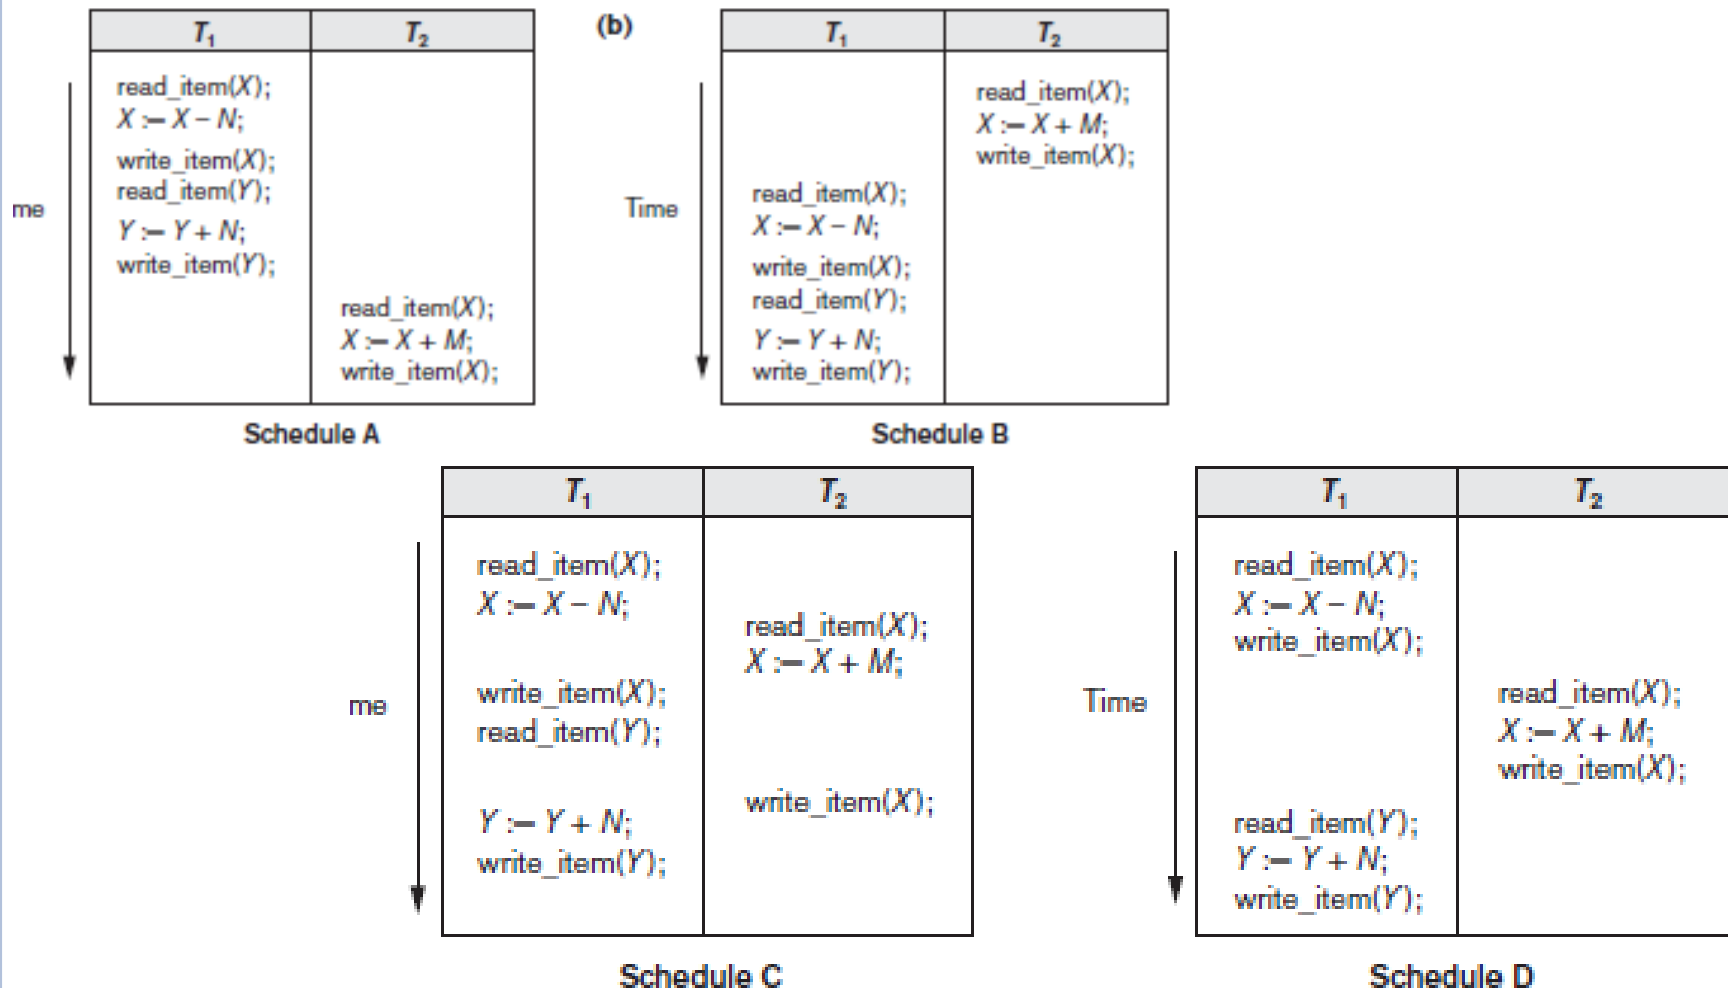 T1 T2
read_item(X);
X := X – N;
write_item(X);
read_item(Y);
me
Y := Y + N;
write_item(Y);
read_item(X);
X := X + M;
write_item(X);
Schedule A
(b)
T1 T2
read_item(X);
X := X + M;
write_item(X);
Time
read_item(X);
X := X – N;
write_item(X);
read_item(Y);
Y := Y + N;
write_item(Y);
Schedule B
T1 T2
read_item(X);
X := X – N;
read_item(X);
X := X + M;
me
write_item(X);
read_item(Y);
write_item(X);
Y := Y + N;
write_item(Y);
Schedule C
T1 T2
Time
read_item(X);
X := X – N;
write_item(X);
read_item(X);
X := X + M;
write_item(X);
read_item(Y);
Y := Y + N;
write_item(Y);
Schedule D